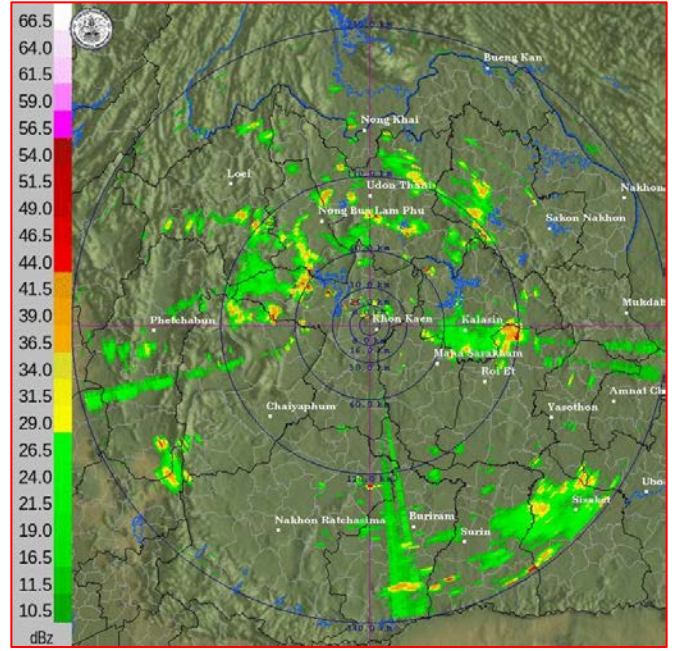 66.5
64.0
61.5
59.0
56.5
54.0
51.5
49.0
46.5
44.0
41.5
39.0
36.5
34.0
31.5
29.0
26.5
24.0
21.5
19.0
16.5
14.0
11.5
10.5
dBz
Bueng Kan
Nong Khai
Loei
Udon Thani
Nakhon
Nong Bua Lam Phu
Sakon Nakhon
Mukdah
Phetchabun
Khon Kaen
Kalasin
Maha Sarakham
Roi Et
Amnat Ch
Chaiyaphum
Yasothon
Sisaket
Ubo
Nakhon Ratchasima
Buriram
Surin